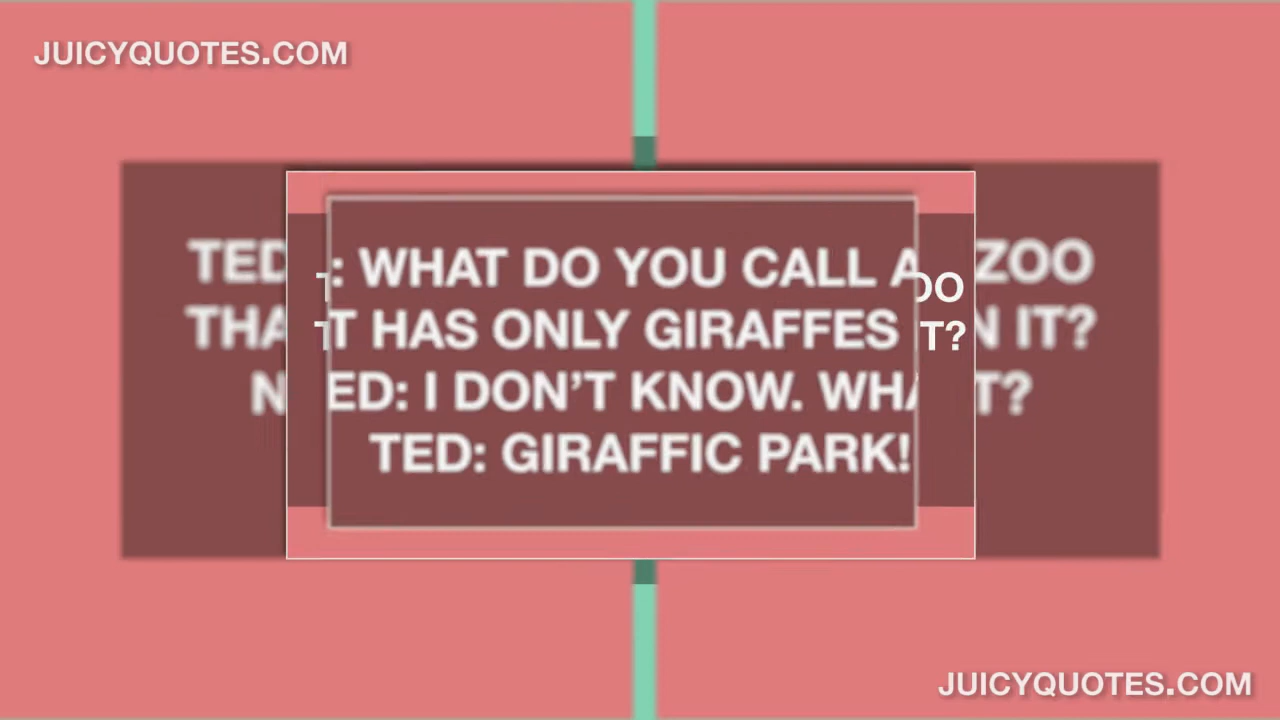 JUICYQUOTES.COM
TED: WHAT DO YOU CALL A ZOO
THAT HAS ONLY GIRAFFES IN IT?
NED: I DON’T KNOW. WHAT?
TED: GIRAFFIC PARK!
JUICYQUOTES.COM